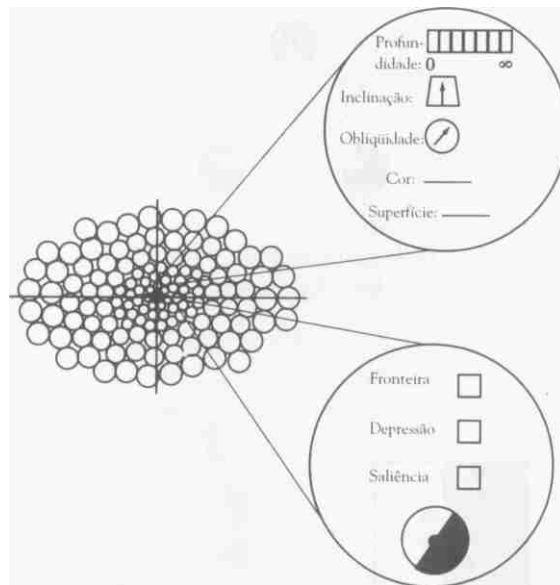 Profun-
didade: 0 ∞
Inclinação:
Obliqüidade:
Cor:
Superfície:
Fronteira
Depressão
Saliência